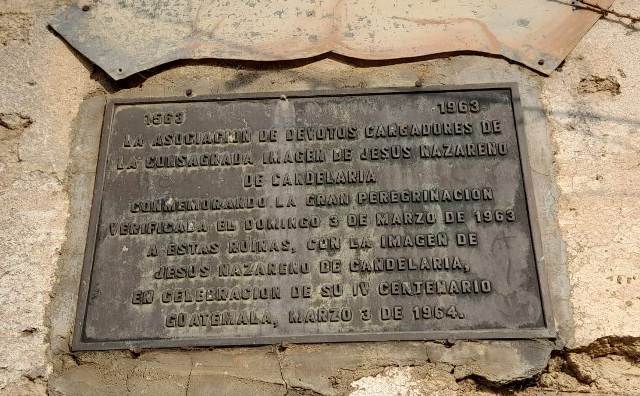 1563 1963
LA ASOCIACION DE DEVOTOS CARGADORES DE
LA CONSAGRADA IMAGEN DE JESUS NAZARENO
DE CANDELARIA
CONMEMORANDO LA GRAN PEREGRINACION
VERIFICADA EL DOMINGO 3 DE MARZO DE 1963
A ESTAS RUINAS, CON LA IMAGEN DE
JESUS NAZARENO DE CANDELARIA,
EN CELEBRACION DE SU IV CENTENARIO
GUATEMALA, MARZO 3 DE 1964.